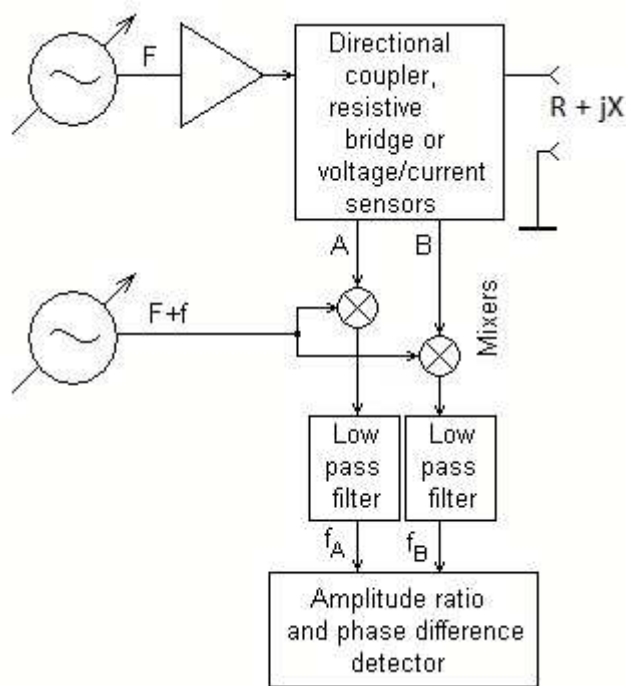 F
Directional
coupler,
resistive
bridge or
voltage/current
sensors
R + jX
A
B
F+f
Mixers
Low
pass
filter
Low
pass
filter
fA
fB
Amplitude ratio
and phase difference
detector